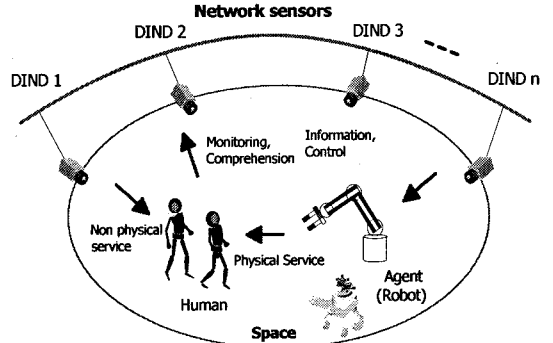 Network sensors
DIND 1
DIND 2
DIND 3
DIND n
Monitoring,
Comprehension
Information,
Control
Non physical
service
Physical Service
Human
Agent
(Robot)
Space